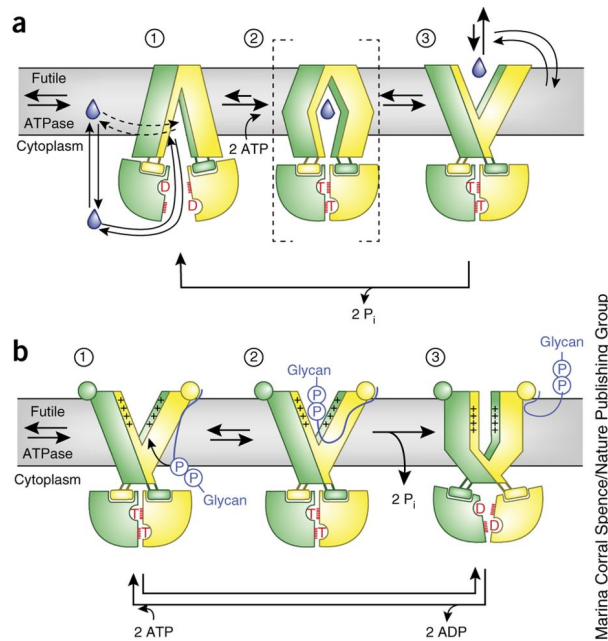 a
1
2
3
Futile
ATPase
Cytoplasm
2 ATP
D
D
T
T
T
T
2 Pi
b
1
2
3
Glycan
P
P
Futile
ATPase
Cytoplasm
Glycan
P
P
P
P
Glycan
2 Pi
T
T
T
T
D
D
2 ATP
2 ADP
Marina Corral Spence/Nature Publishing Group